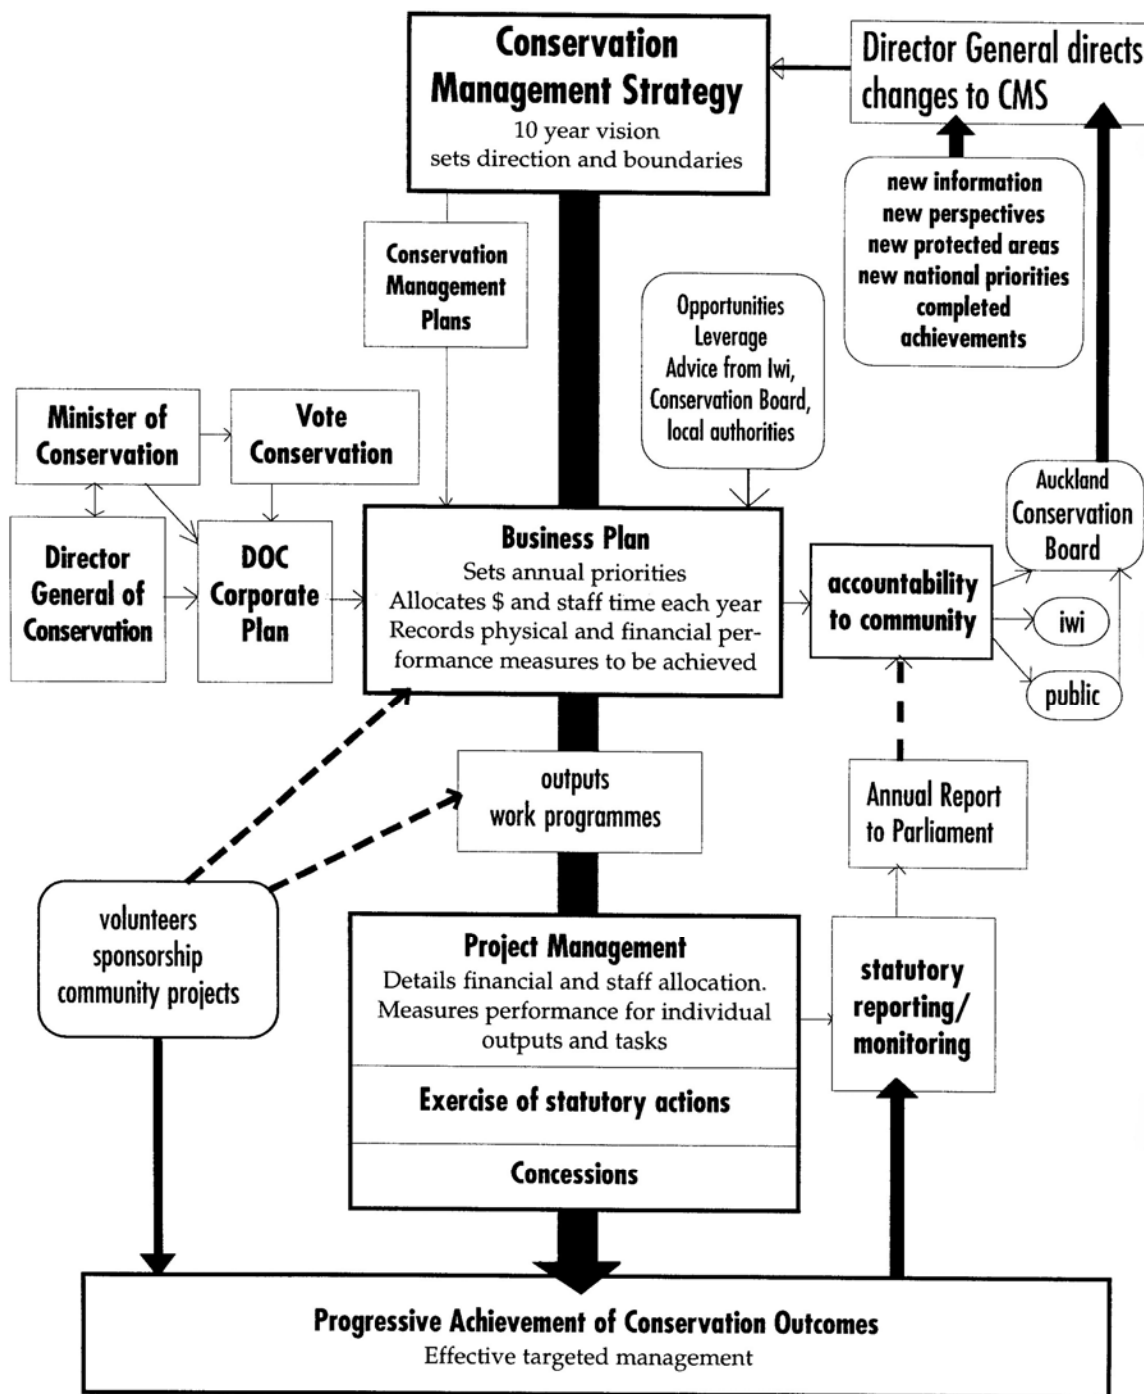 Conservation
Management Strategy
10 year vision
sets direction and boundaries
Director General directs
changes to CMS
new information
new perspectives
new protected areas
new national priorities
completed
achievements
Conservation
Management
Plans
Opportunities
Leverage
Advice from Iwi,
Conservation Board,
local authorities
Minister of
Conservation
Vote
Conservation
Director
General of
Conservation
DOC
Corporate
Plan
Business Plan
Sets annual priorities
Allocates $ and staff time each year
Records physical and financial per-
formance measures to be achieved
accountability
to community
Auckland
Conservation
Board
iwi
public
outputs
work programmes
Annual Report
to Parliament
volunteers
sponsorship
community projects
Project Management
Details financial and staff allocation.
Measures performance for individual
outputs and tasks
Exercise of statutory actions
Concessions
statutory
reporting/
monitoring
Progressive Achievement of Conservation Outcomes
Effective targeted management